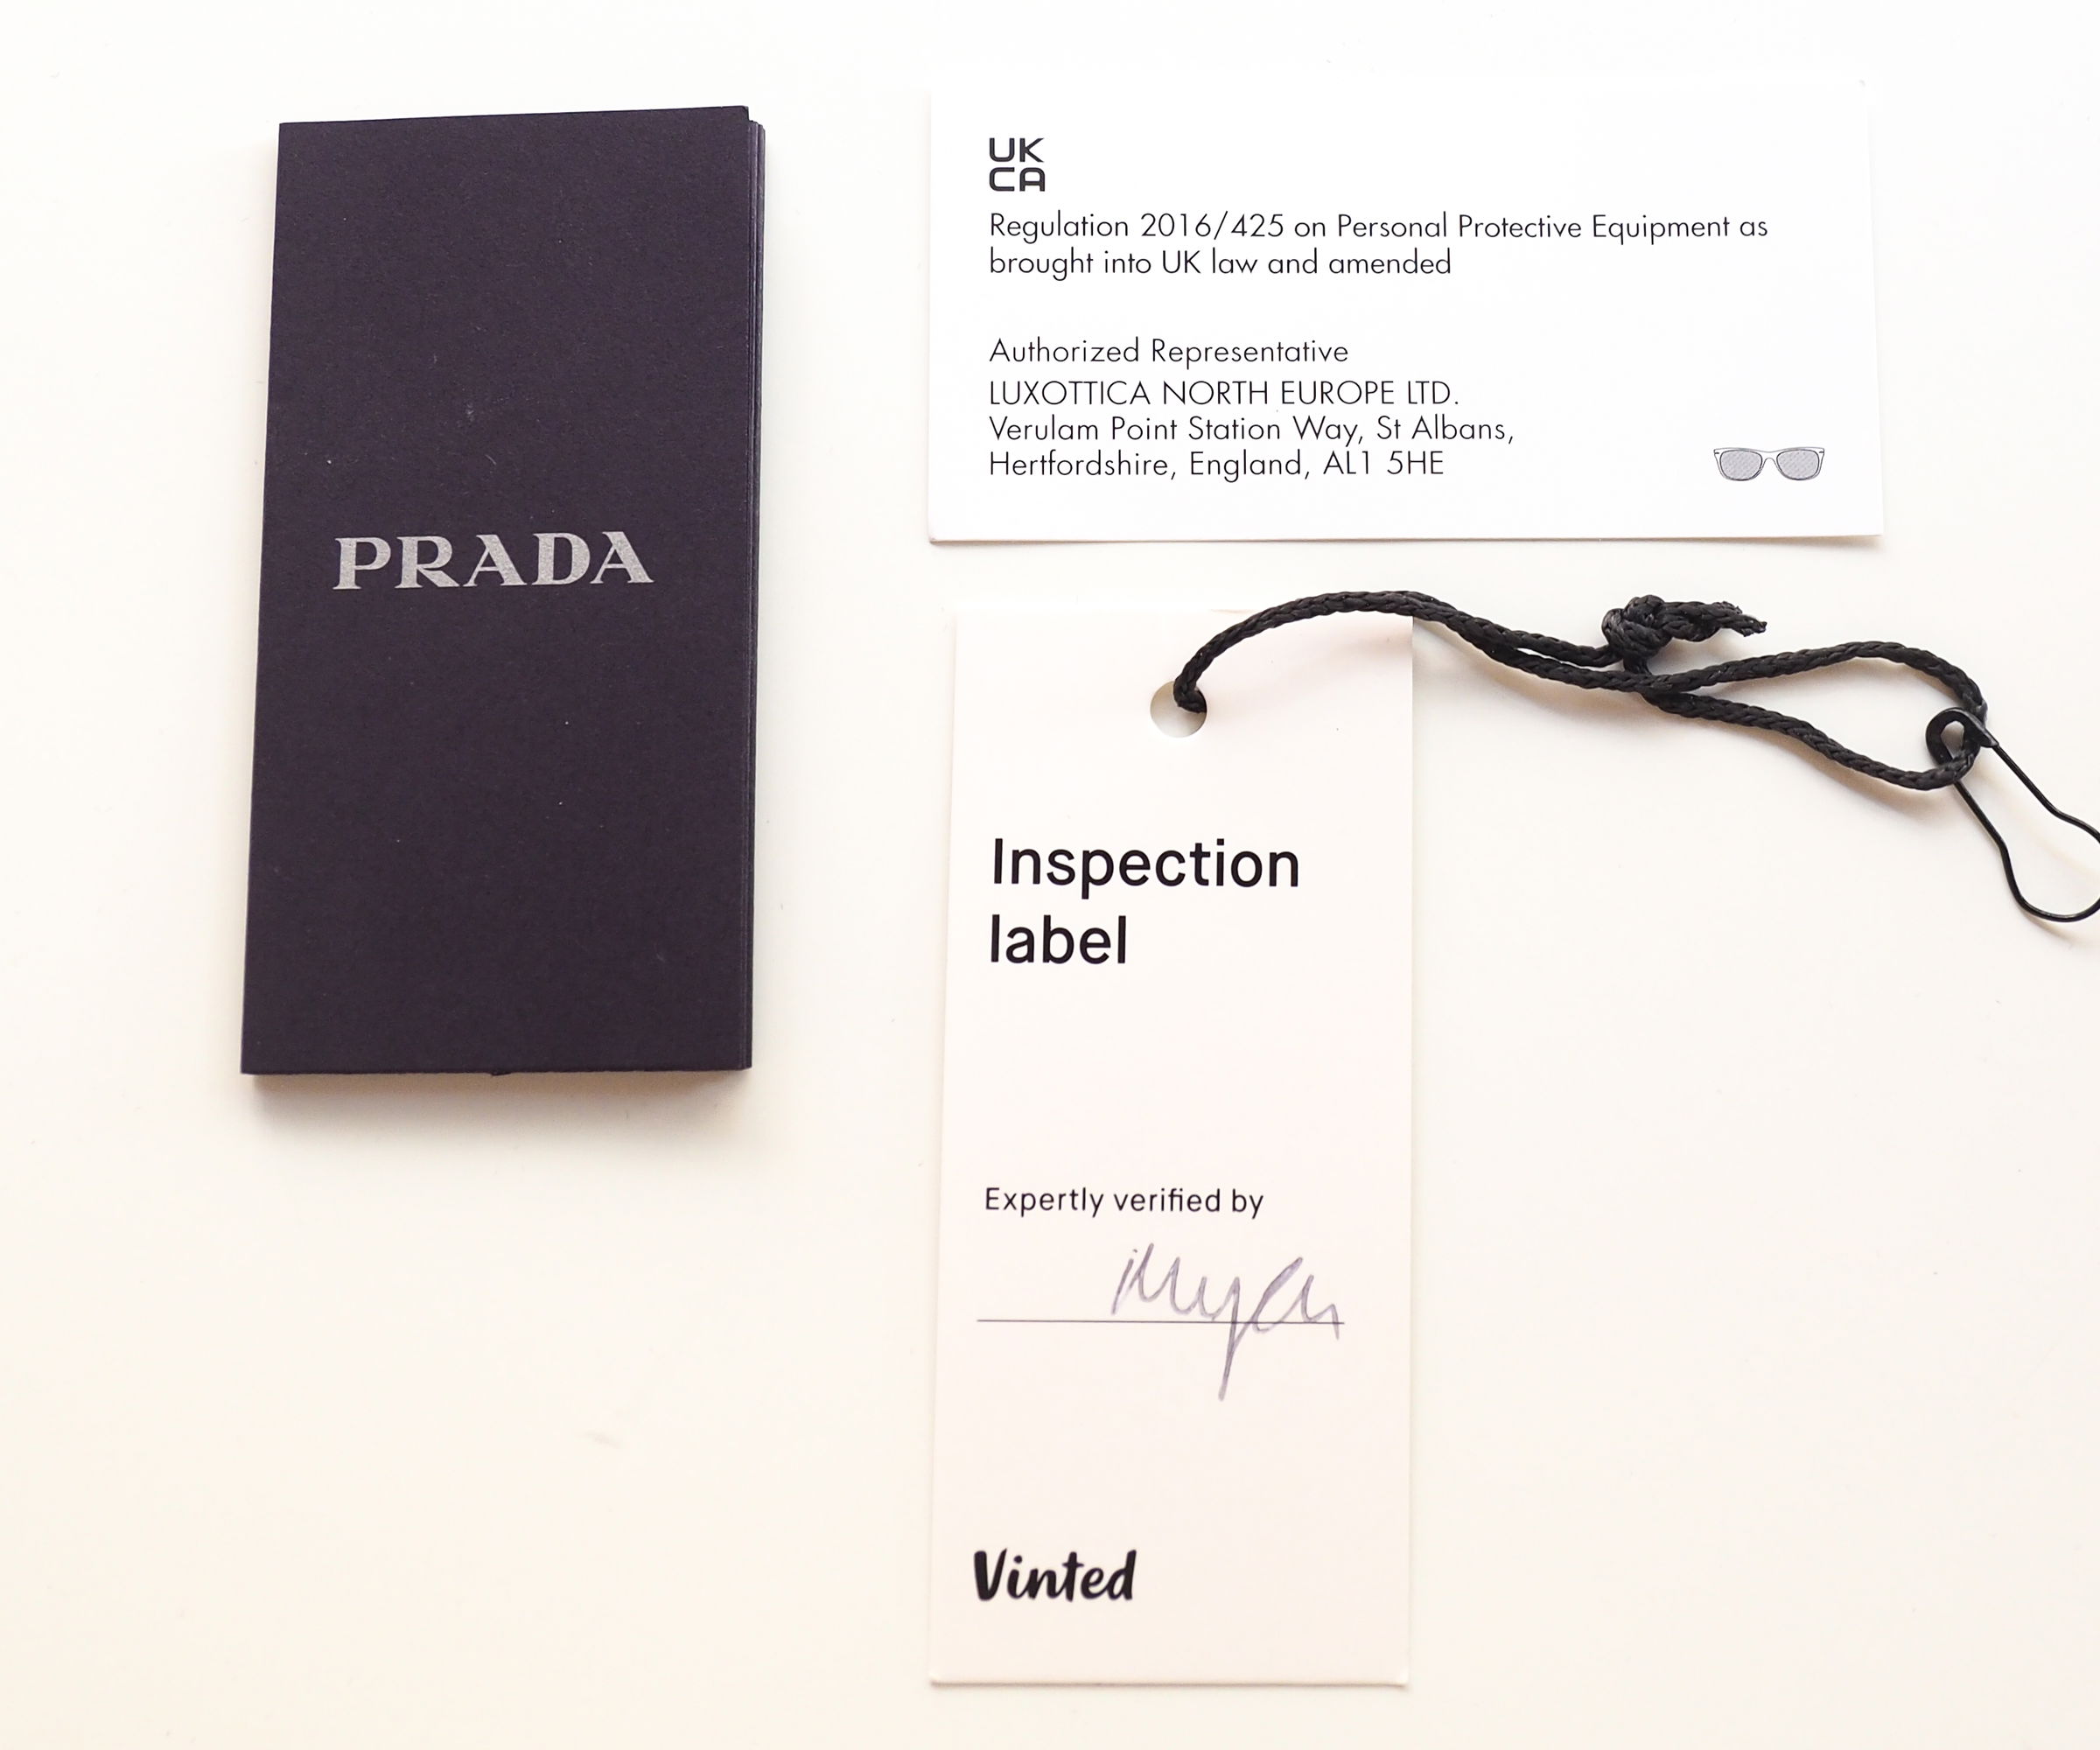 PRADA
UK
CA
Regulation 2016/425 on Personal Protective Equipment as
brought into UK law and amended
Authorized Representative
LUXOTTICA NORTH EUROPE LTD.
Verulam Point Station Way, St Albans,
Hertfordshire, England, AL1 5HE
Inspection
label
Expertly verified by
Vinted